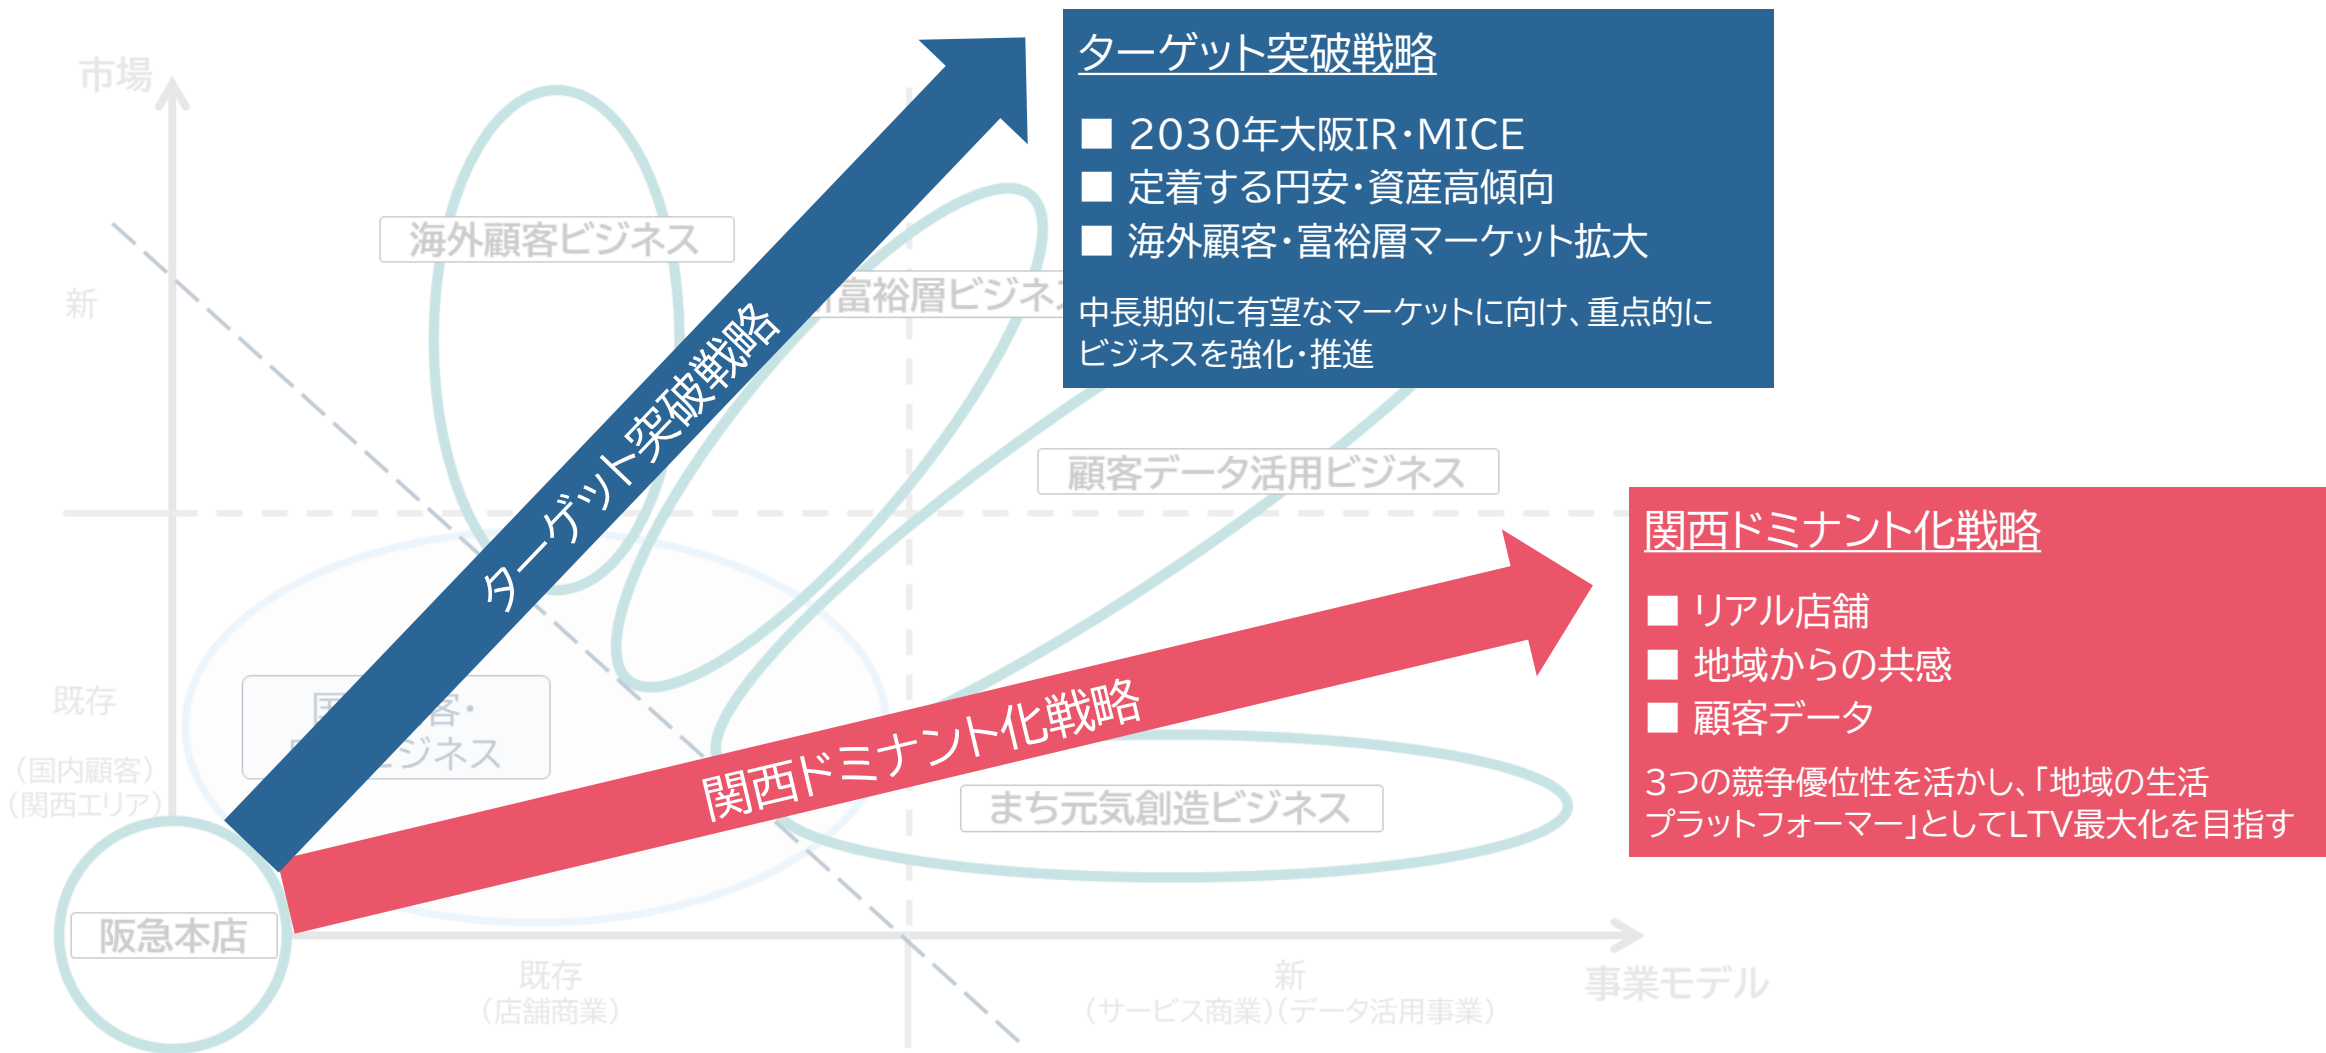 市場
ターゲット突破戦略
■ 2030年大阪IR・MICE
■ 定着する円安・資産高傾向
■ 海外顧客・富裕層マーケット拡大
中長期的に有望なマーケットに向け、重点的に
ビジネスを強化・推進
海外顧客ビジネス
富裕層ビジネ
新
ターゲット突破戦略
顧客データ活用ビジネス
関西ドミナント化戦略
■ リアル店舗
■ 地域からの共感
■ 顧客データ
3つの競争優位性を活かし、「地域の生活
プラットフォーマー」としてLTV最大化を目指す
既存
(国内顧客)
(関西エリア)
客・
ビジネス
関西ドミナント化戦略
まち元気創造ビジネス
阪急本店
既存
(店舗商業)
新
(サービス商業)(データ活用事業)
事業モデル